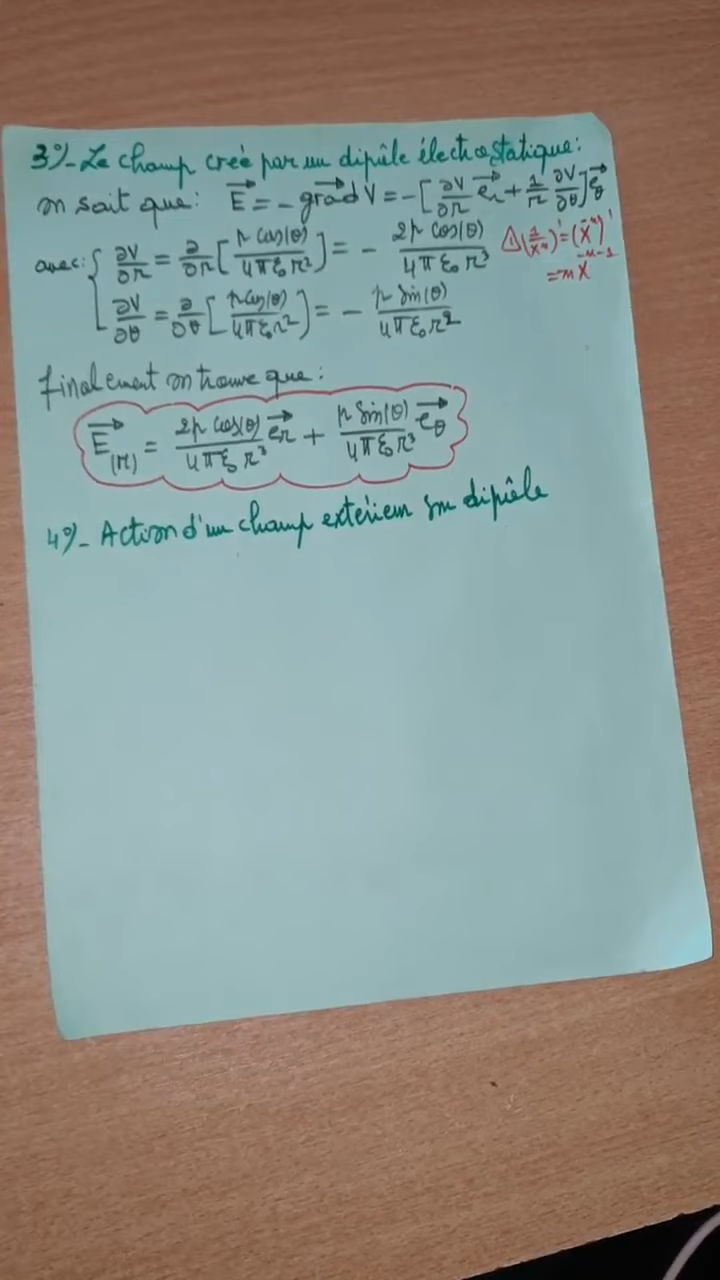 3°/- Le champ créé par un dipôle électrostatique:
on sait que: E⃗ = - grad⃗ V = - [∂V/∂r e⃗r + 1/r ∂V/∂θ] e⃗θ
avec: { ∂V/∂r = ∂/∂r [p cos(θ)/4πε₀r²] = - 2p cos(θ)/4πε₀r³
⚠ (1/xⁿ)' = (x⁻ⁿ)'
= -n x⁻ⁿ⁻¹
∂V/∂θ = ∂/∂θ [p cos(θ)/4πε₀r²] = - p sin(θ)/4πε₀r²
finalement on trouve que:
E⃗(M) = 2p cos(θ)/4πε₀r³ e⃗r + p sin(θ)/4πε₀r³ e⃗θ
4°/- Action d'un champ extérieur sur dipôle